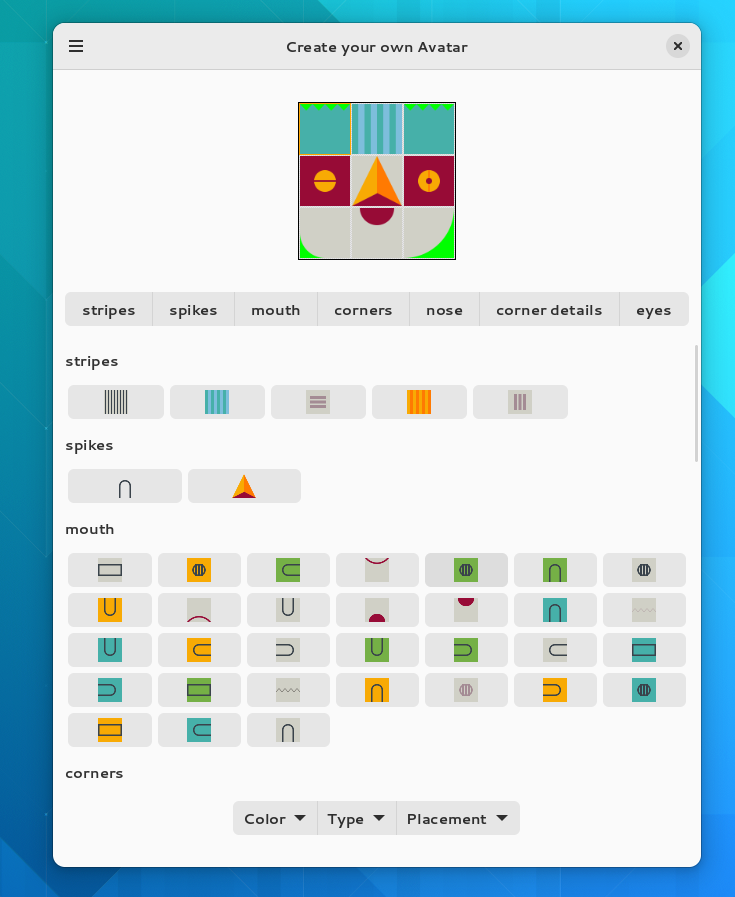 Create your own Avatar
stripes spikes mouth corners nose corner details eyes
stripes
spikes
mouth
corners
Color Type Placement